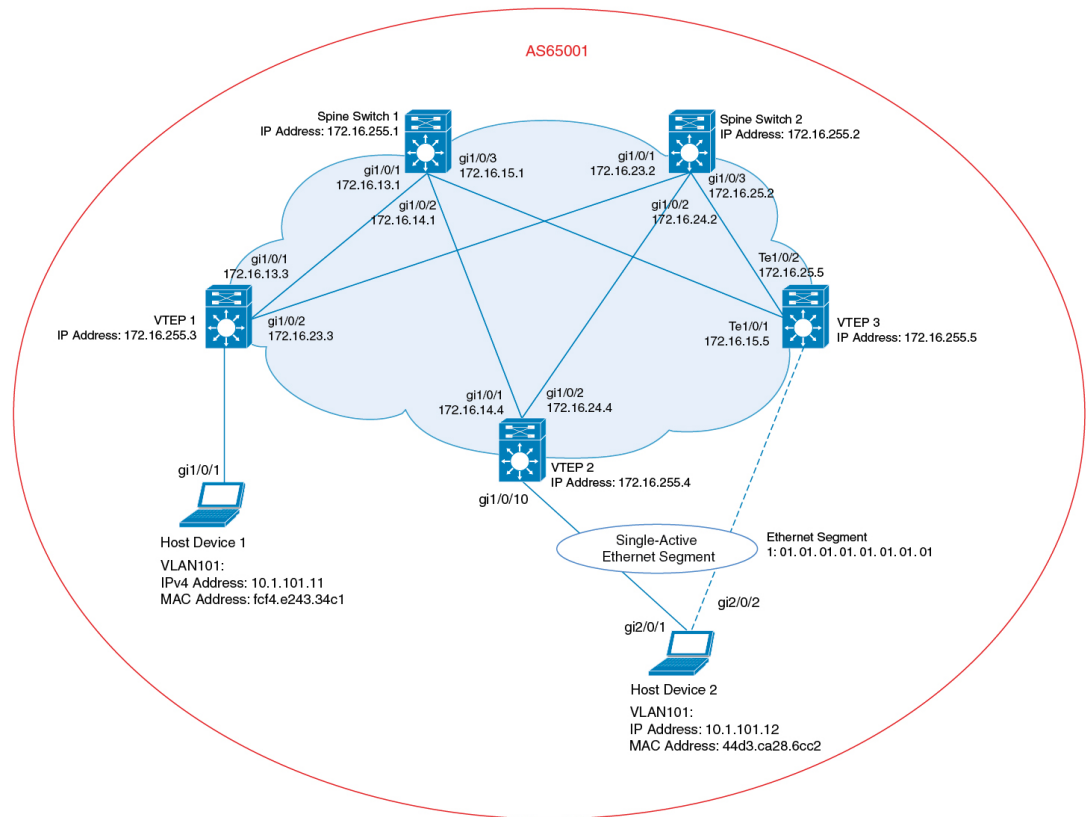 AS65001
Spine Switch 1
IP Address: 172.16.255.1
Spine Switch 2
IP Address: 172.16.255.2
gi1/0/1
172.16.13.1
gi1/0/3
172.16.15.1
gi1/0/2
172.16.14.1
gi1/0/1
172.16.23.2
gi1/0/3
172.16.25.2
gi1/0/2
172.16.24.2
gi1/0/1
172.16.13.3
Te1/0/2
172.16.25.5
VTEP 1
IP Address: 172.16.255.3
gi1/0/2
172.16.23.3
Te1/0/1
172.16.15.5
VTEP 3
IP Address: 172.16.255.5
gi1/0/1
172.16.14.4
gi1/0/2
172.16.24.4
VTEP 2
IP Address: 172.16.255.4
gi1/0/1
gi1/0/10
Host Device 1
VLAN101:
IPv4 Address: 10.1.101.11
MAC Address: fcf4.e243.34c1
Single-Active
Ethernet Segment
Ethernet Segment
1: 01. 01. 01. 01. 01. 01. 01. 01. 01
gi2/0/2
gi2/0/1
Host Device 2
VLAN101:
IP Address: 10.1.101.12
MAC Address: 44d3.ca28.6cc2